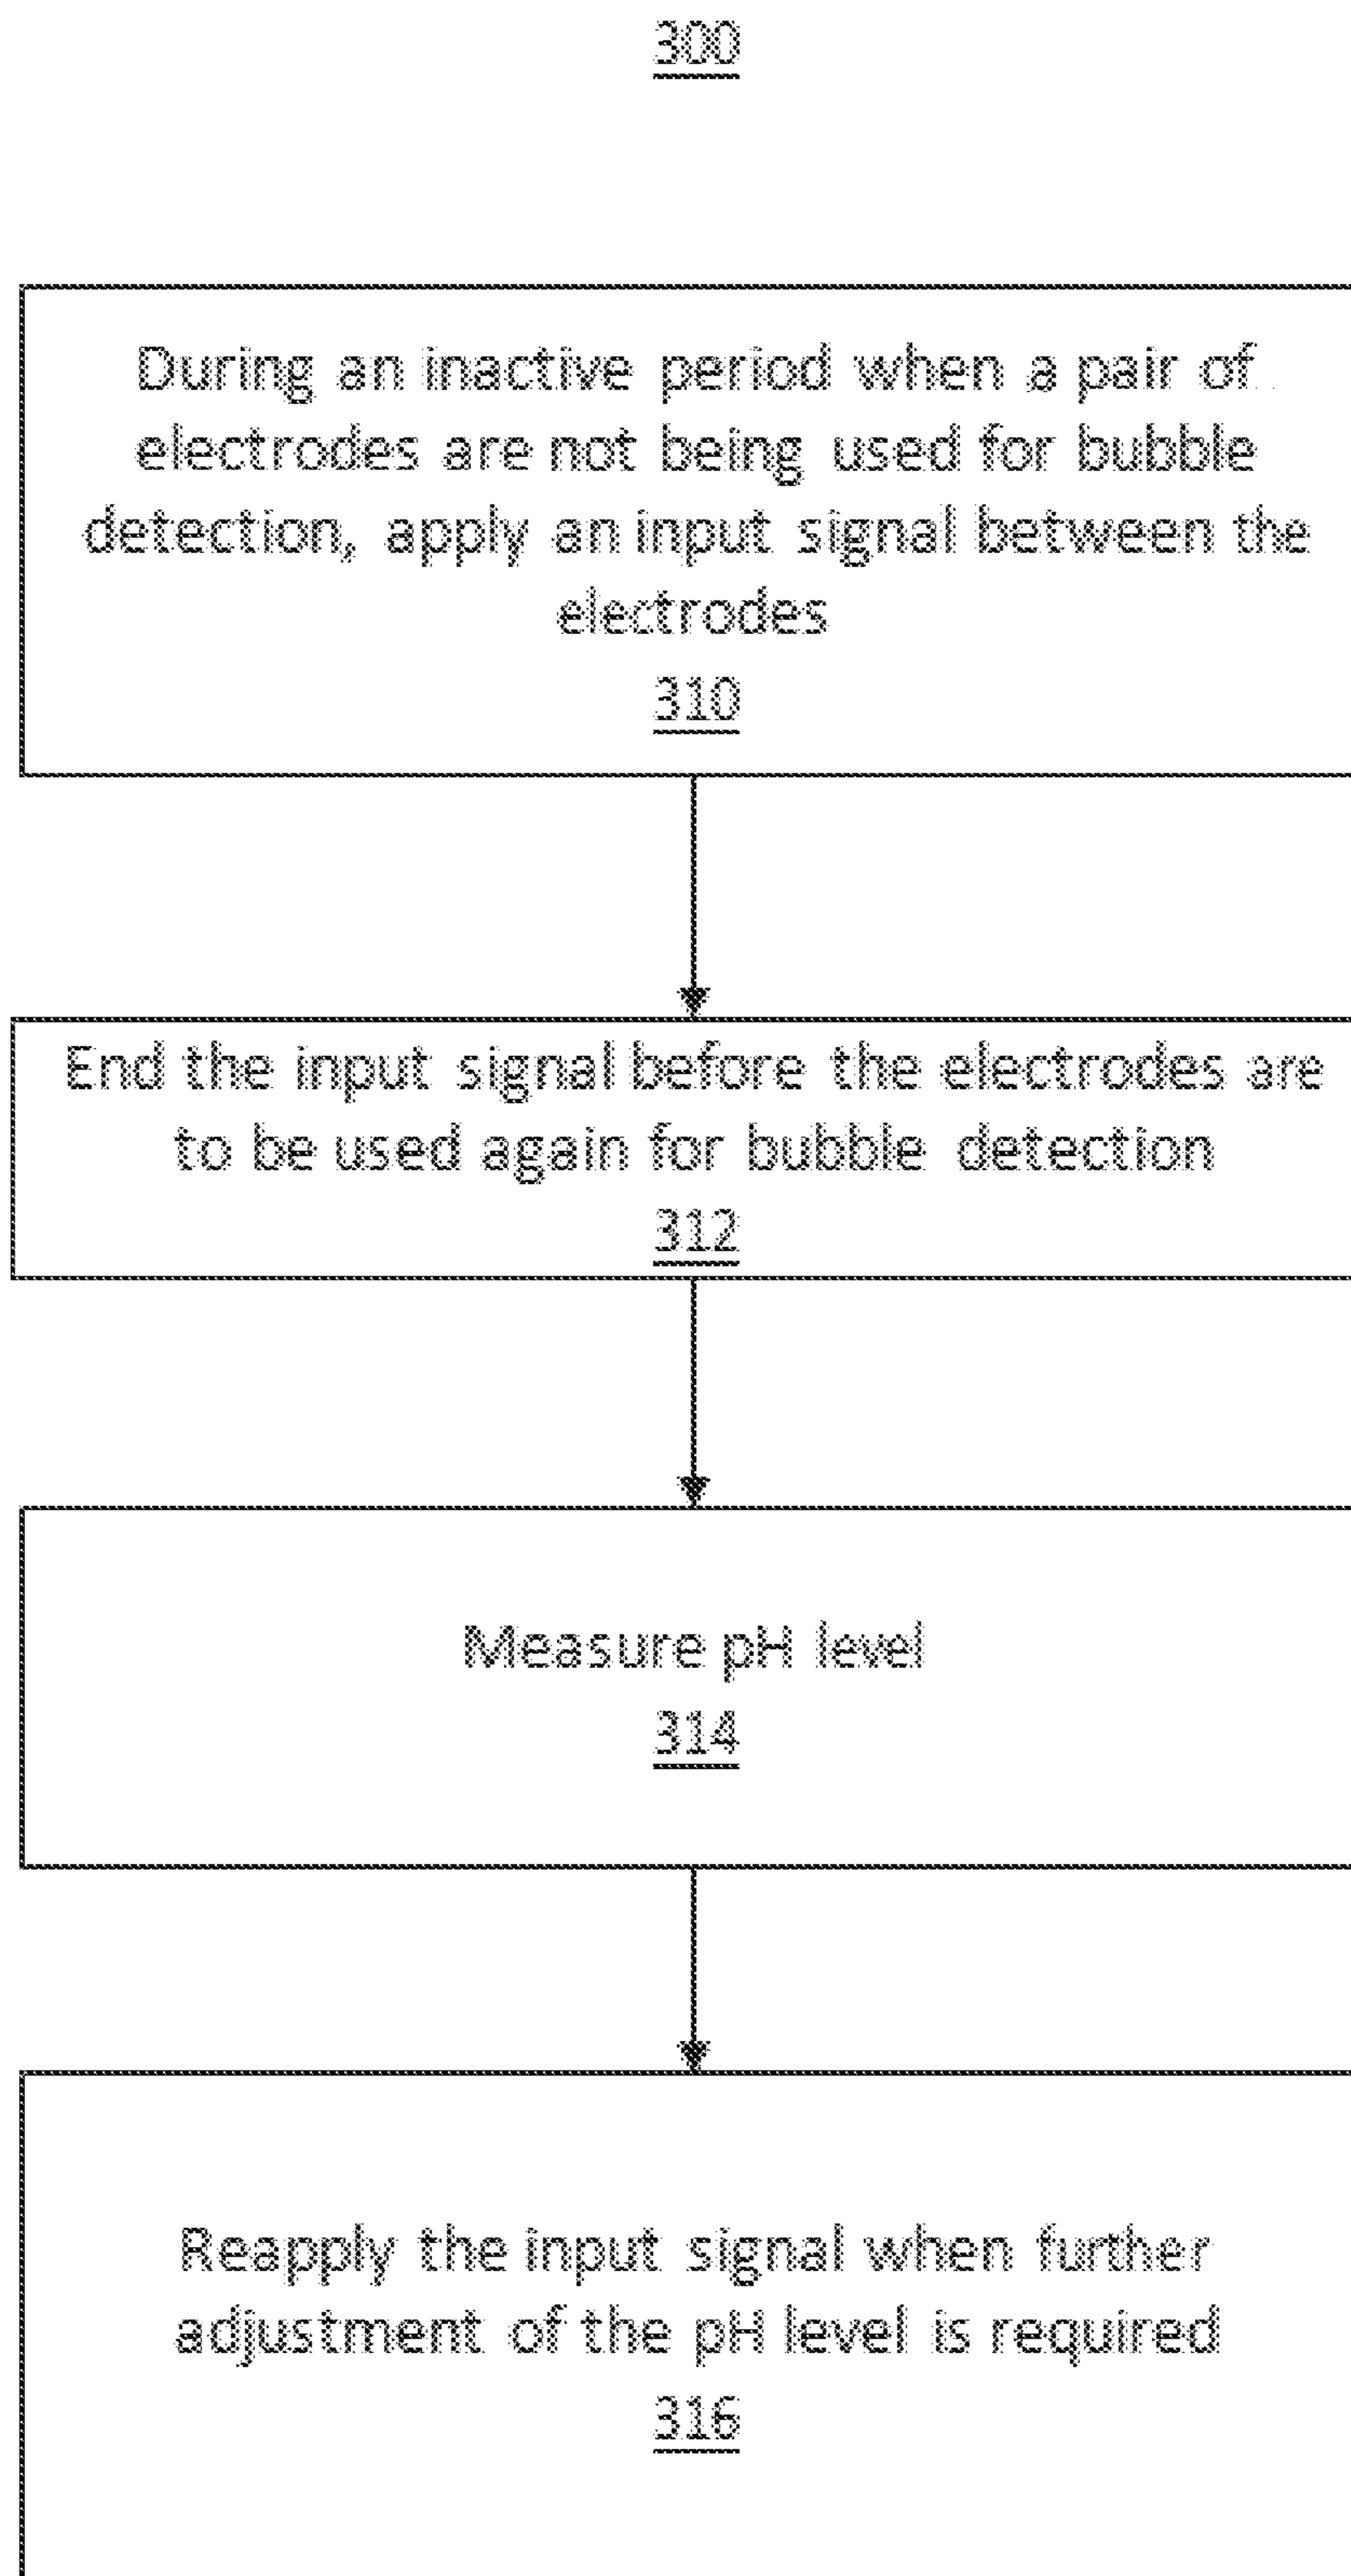 300
During an inactive period when a pair of
electrodes are not being used for bubble
detection, apply an input signal between the
electrodes
310
End the input signal before the electrodes are
to be used again for bubble detection
312
Measure pH level
314
Reapply the input signal when further
adjustment of the pH level is required
316